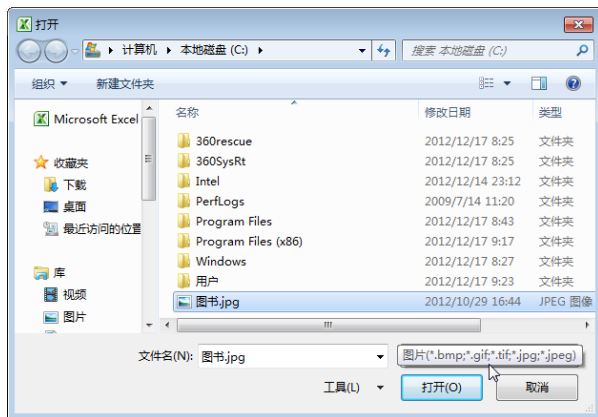 打开
计算机 本地磁盘 (C:) 搜索 本地磁盘 (C:)
组织 新建文件夹
Microsoft Excel
收藏夹
下载
桌面
最近访问的位置
库
视频
图片
名称 修改日期 类型
360rescue 2012/12/17 8:25 文件夹
360SysRt 2012/12/17 8:25 文件夹
Intel 2012/12/14 23:12 文件夹
PerfLogs 2009/7/14 11:20 文件夹
Program Files 2012/12/17 8:43 文件夹
Program Files (x86) 2012/12/17 9:17 文件夹
Windows 2012/12/17 8:27 文件夹
用户 2012/12/17 9:23 文件夹
图书.jpg 2012/10/29 16:44 JPEG 图像
文件名(N): 图书.jpg 图片(*.bmp;*.gif;*.tif;*.jpg;*.jpeg)
工具(L) 打开(O) 取消